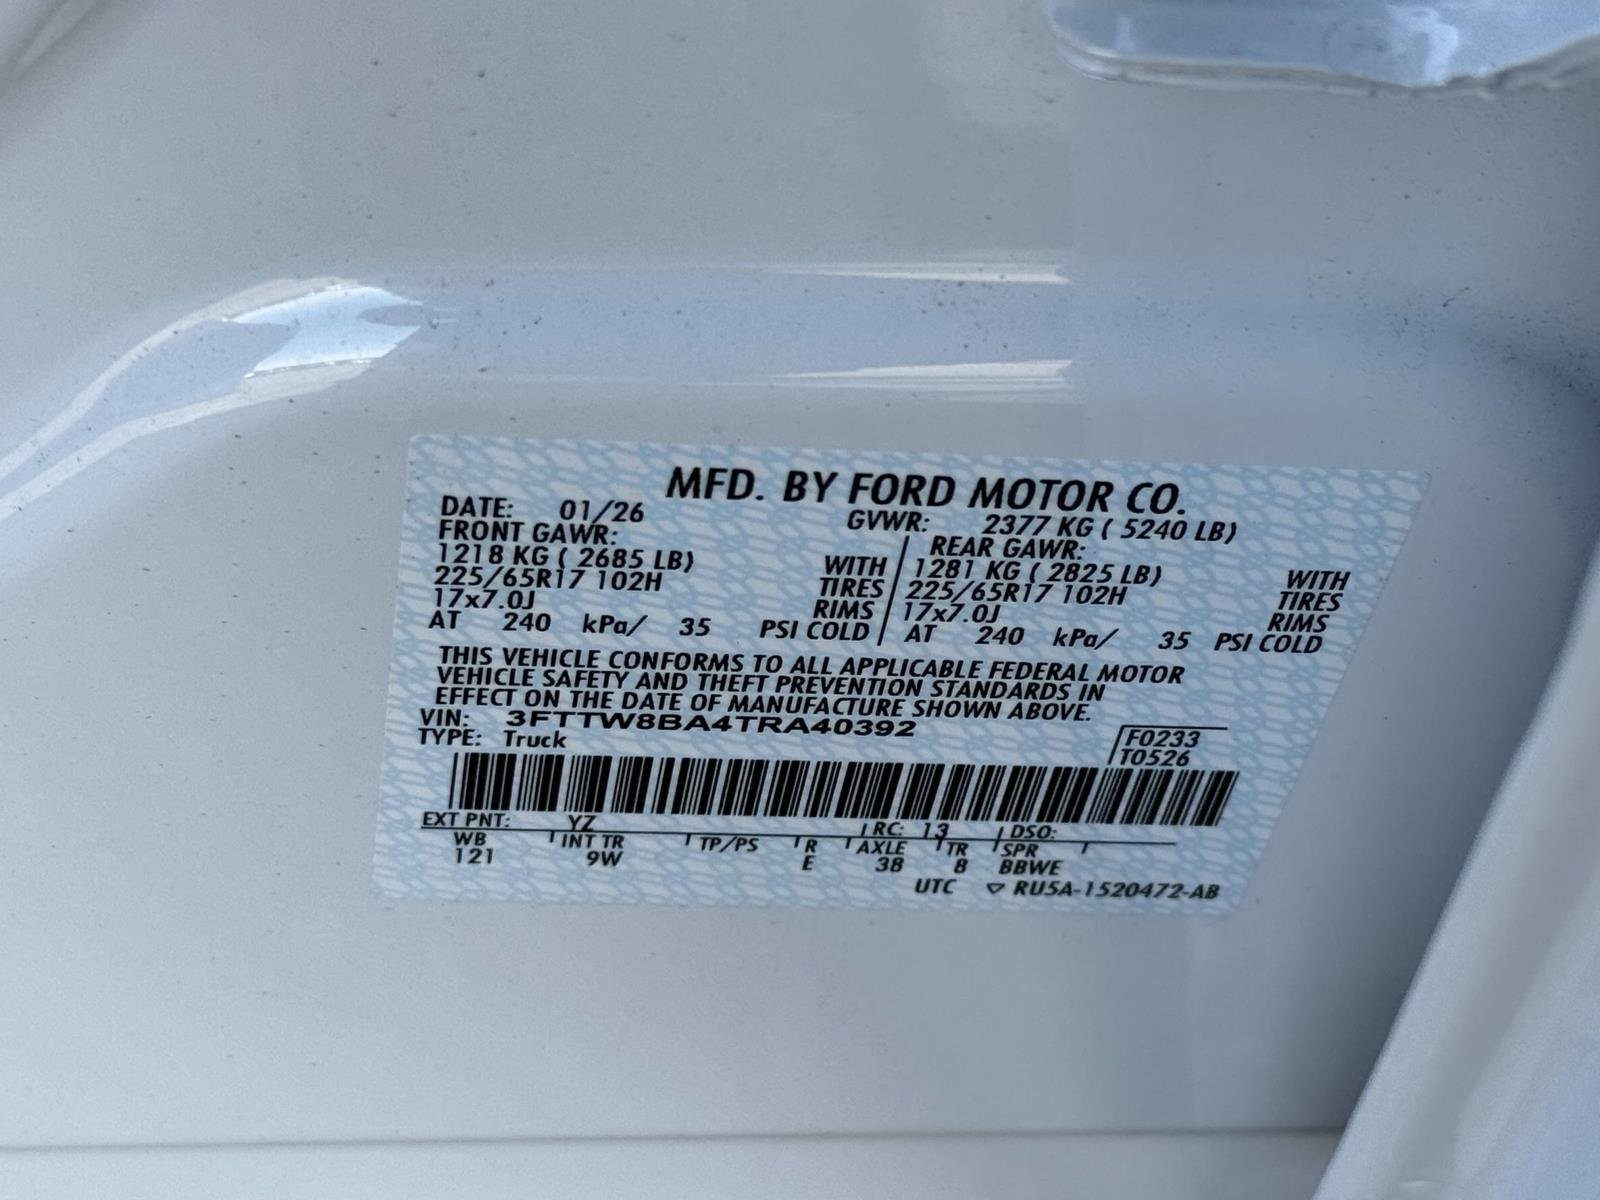 MFD. BY FORD MOTOR CO.
DATE: 01/26 GVWR: 2377 KG ( 5240 LB)
FRONT GAWR: REAR GAWR:
1218 KG ( 2685 LB) WITH 1281 KG ( 2825 LB) WITH
225/65R17 102H TIRES 225/65R17 102H TIRES
17x7.0J RIMS 17x7.0J RIMS
AT 240 kPa/ 35 PSI COLD AT 240 kPa/ 35 PSI COLD
THIS VEHICLE CONFORMS TO ALL APPLICABLE FEDERAL MOTOR
VEHICLE SAFETY AND THEFT PREVENTION STANDARDS IN
EFFECT ON THE DATE OF MANUFACTURE SHOWN ABOVE.
VIN: 3FTTW8BA4TRA40392
TYPE: Truck
F0233
T0526
EXT PNT: YZ RC: 13 DSO:
WB INT TR TP/PS R AXLE TR SPR
121 9W E 38 8 BBWE
UTC ▽ RU5A-1520472-AB